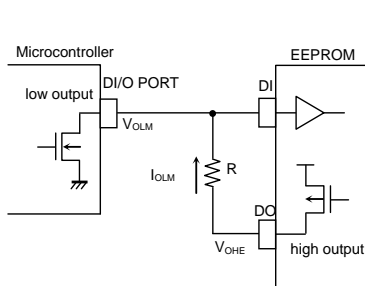 Microcontroller
EEPROM
DI/O PORT
DI
low output
VOLM
IOLM
R
DO
VOHE
high output